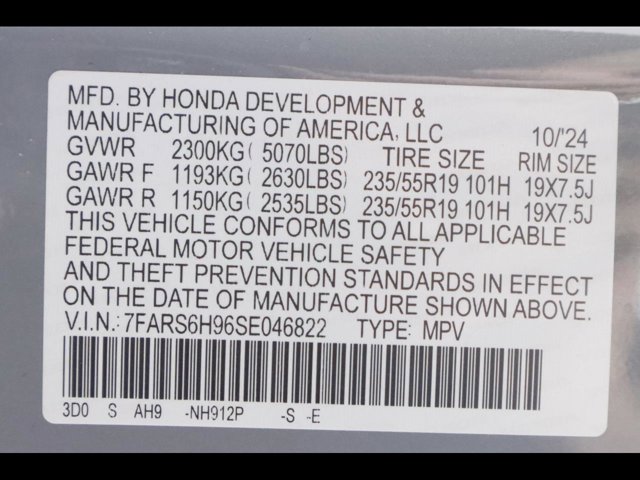 MFD. BY HONDA DEVELOPMENT &
MANUFACTURING OF AMERICA, LLC 10/'24
GVWR 2300KG ( 5070LBS) TIRE SIZE RIM SIZE
GAWR F 1193KG ( 2630LBS) 235/55R19 101H 19X7.5J
GAWR R 1150KG ( 2535LBS) 235/55R19 101H 19X7.5J
THIS VEHICLE CONFORMS TO ALL APPLICABLE
FEDERAL MOTOR VEHICLE SAFETY
AND THEFT PREVENTION STANDARDS IN EFFECT
ON THE DATE OF MANUFACTURE SHOWN ABOVE.
V.I.N.: 7FARS6H96SE046822 TYPE: MPV
3D0 S AH9 -NH912P -S -E